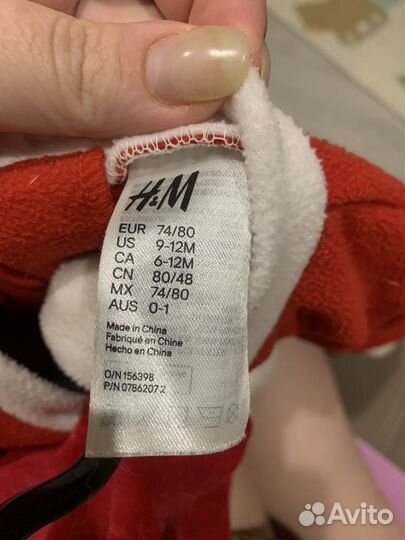 H&M
EUR 74/80
US 9-12M
CA 6-12M
CN 80/48
MX 74/80
AUS 0-1
Made in China
Fabriqué en Chine
Hecho en China
O/N 156398
P/N 0786207 2
Avito